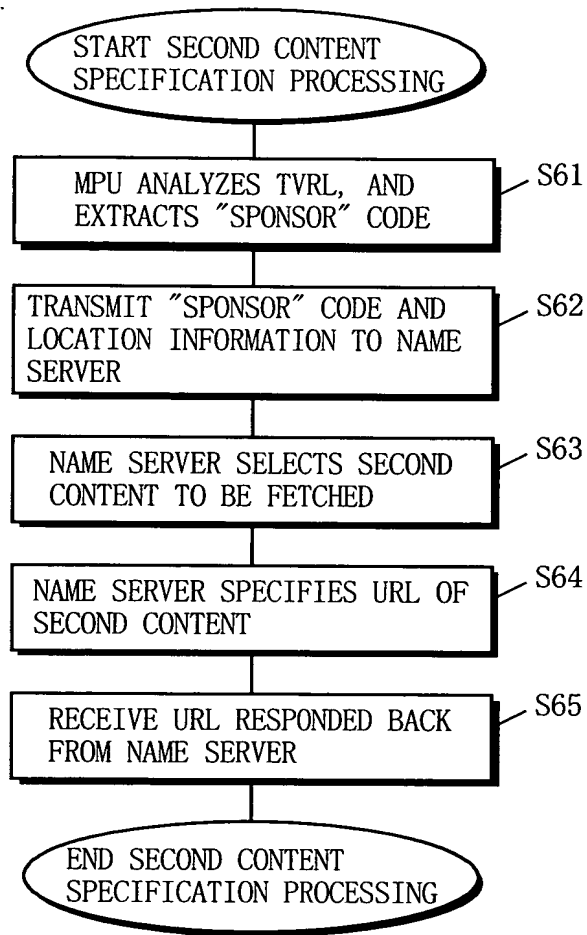 START SECOND CONTENT
SPECIFICATION PROCESSING
MPU ANALYZES TVRL, AND
EXTRACTS "SPONSOR" CODE
S61
TRANSMIT "SPONSOR" CODE AND
LOCATION INFORMATION TO NAME
SERVER
S62
NAME SERVER SELECTS SECOND
CONTENT TO BE FETCHED
S63
NAME SERVER SPECIFIES URL OF
SECOND CONTENT
S64
RECEIVE URL RESPONDED BACK
FROM NAME SERVER
S65
END SECOND CONTENT
SPECIFICATION PROCESSING